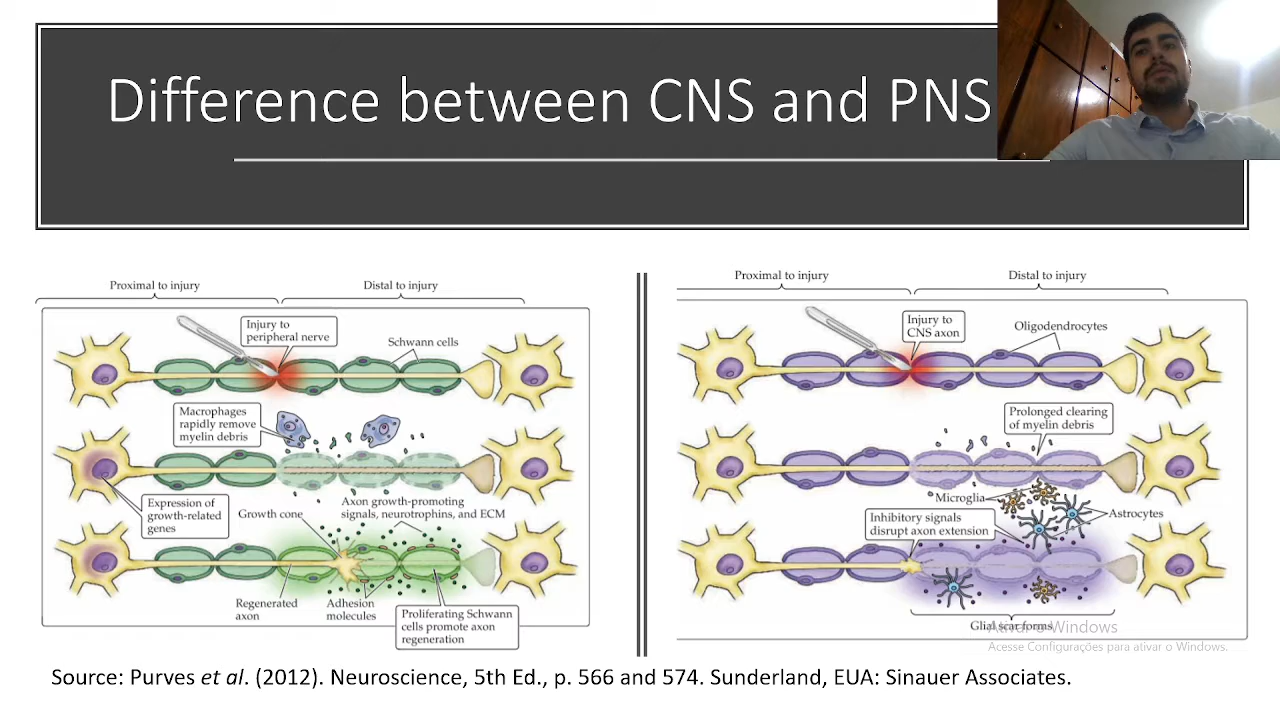 Difference between CNS and PNS
Proximal to injury
Distal to injury
Injury to
peripheral nerve
Schwann cells
Macrophages
rapidly remove
myelin debris
Expression of
growth-related
genes
Growth cone
Axon growth-promoting
signals, neurotrophins, and ECM
Regenerated
axon
Adhesion
molecules
Proliferating Schwann
cells promote axon
regeneration
Proximal to injury
Distal to injury
Injury to
CNS axon
Oligodendrocytes
Prolonged clearing
of myelin debris
Microglia
Astrocytes
Inhibitory signals
disrupt axon extension
Glial scar forms
Ativar o Windows
Acesse Configurações para ativar o Windows.
Source: Purves et al. (2012). Neuroscience, 5th Ed., p. 566 and 574. Sunderland, EUA: Sinauer Associates.